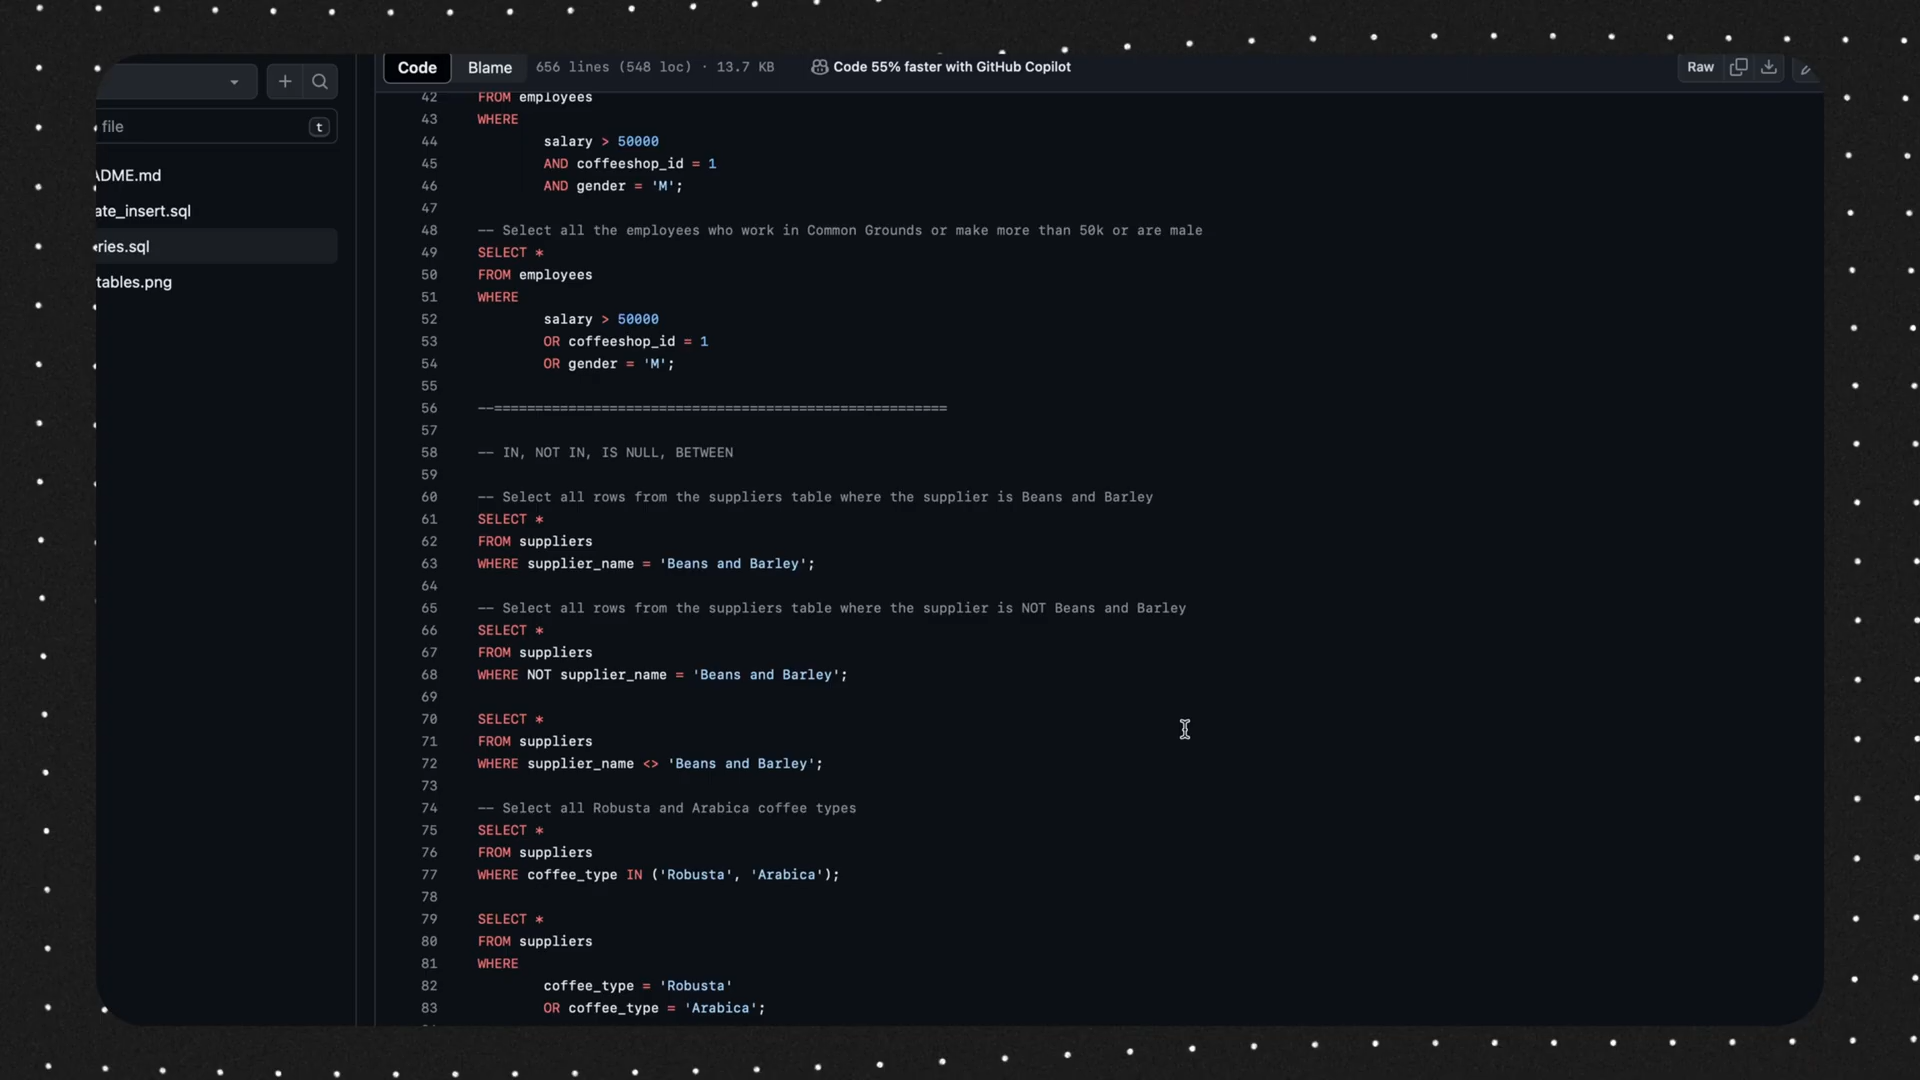 Code Blame 656 lines (548 loc) · 13.7 KB Code 55% faster with GitHub Copilot Raw
file t
ADME.md
ate_insert.sql
ries.sql
tables.png
42 FROM employees
43 WHERE
44 salary > 50000
45 AND coffeeshop_id = 1
46 AND gender = 'M';
47
48 -- Select all the employees who work in Common Grounds or make more than 50k or are male
49 SELECT *
50 FROM employees
51 WHERE
52 salary > 50000
53 OR coffeeshop_id = 1
54 OR gender = 'M';
55
56 --=======================================================
57
58 -- IN, NOT IN, IS NULL, BETWEEN
59
60 -- Select all rows from the suppliers table where the supplier is Beans and Barley
61 SELECT *
62 FROM suppliers
63 WHERE supplier_name = 'Beans and Barley';
64
65 -- Select all rows from the suppliers table where the supplier is NOT Beans and Barley
66 SELECT *
67 FROM suppliers
68 WHERE NOT supplier_name = 'Beans and Barley';
69
70 SELECT *
71 FROM suppliers
72 WHERE supplier_name <> 'Beans and Barley';
73
74 -- Select all Robusta and Arabica coffee types
75 SELECT *
76 FROM suppliers
77 WHERE coffee_type IN ('Robusta', 'Arabica');
78
79 SELECT *
80 FROM suppliers
81 WHERE
82 coffee_type = 'Robusta'
83 OR coffee_type = 'Arabica';